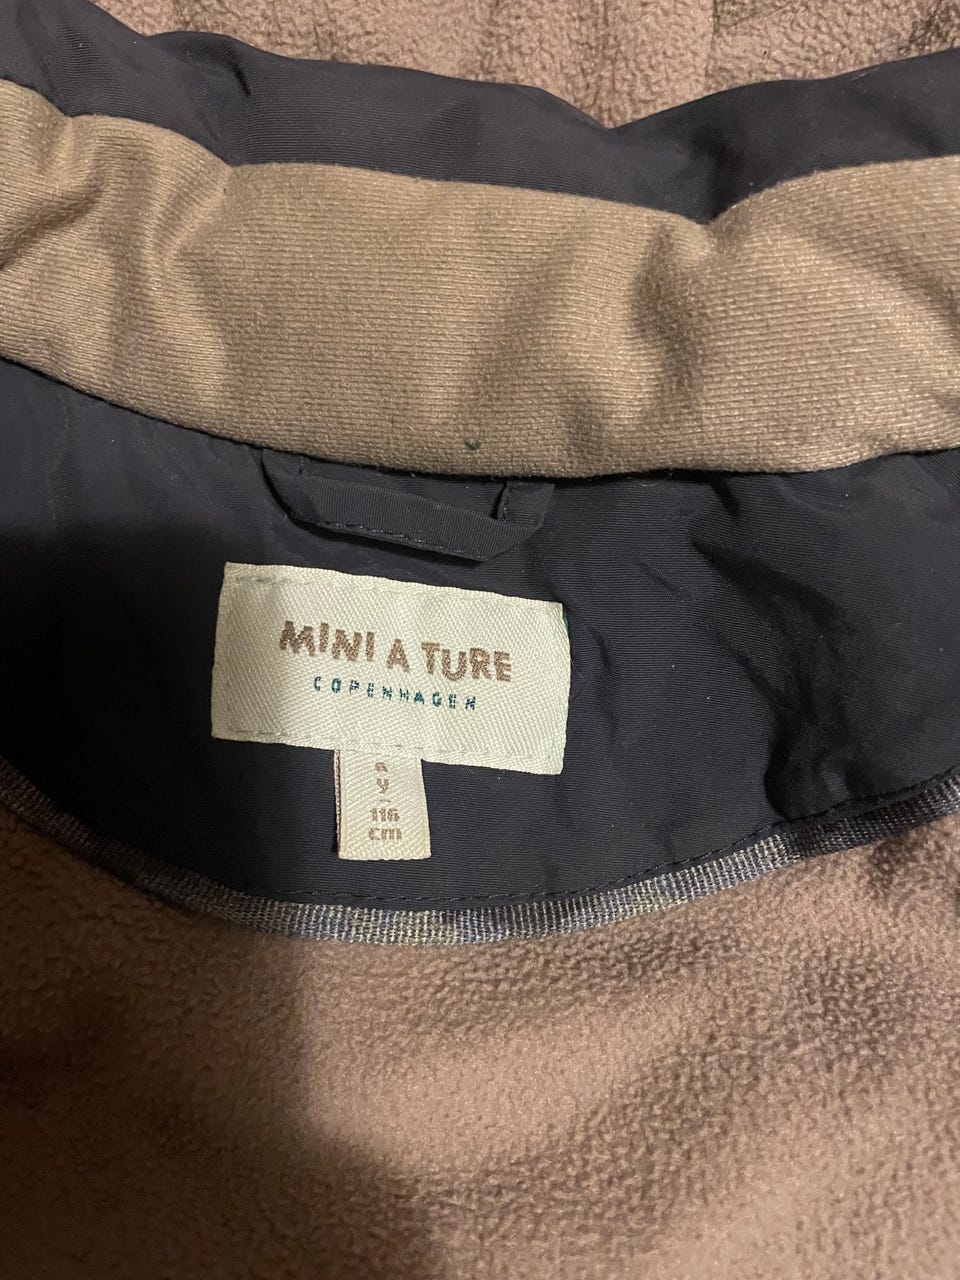 MINI A TURE
COPENHAGEN
6
y
-
116
cm